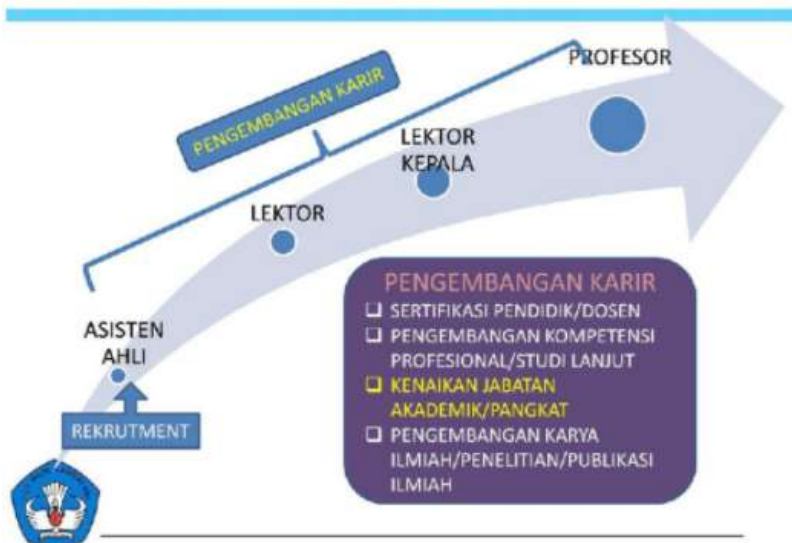 PROFESOR
PENGEMBANGAN KARIR
LEKTOR
KEPALA
LEKTOR
ASISTEN
AHLI
REKRUTMENT
PENGEMBANGAN KARIR
❑ SERTIFIKASI PENDIDIK/DOSEN
❑ PENGEMBANGAN KOMPETENSI
PROFESIONAL/STUDI LANJUT
❑ KENAIKAN JABATAN
AKADEMIK/PANGKAT
❑ PENGEMBANGAN KARYA
ILMIAH/PENELITIAN/PUBLIKASI
ILMIAH